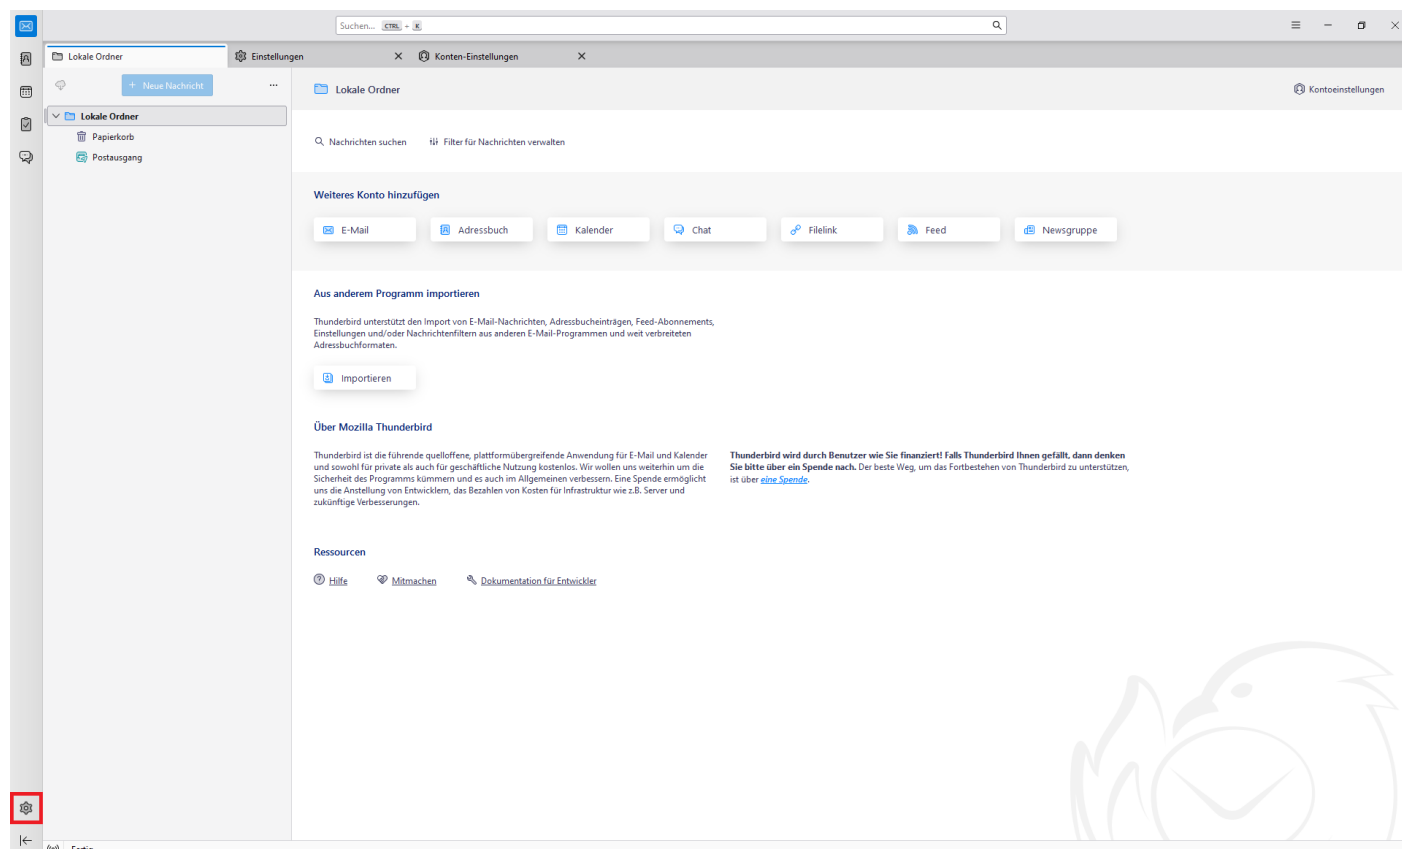 Suchen... CTRL + K
Lokale Ordner
Einstellungen
Konten-Einstellungen
+ Neue Nachricht
...
Lokale Ordner
Kontoeinstellungen
Lokale Ordner
Papierkorb
Postausgang
Nachrichten suchen
Filter für Nachrichten verwalten
Weiteres Konto hinzufügen
E-Mail
Adressbuch
Kalender
Chat
Filelink
Feed
Newsgruppe
Aus anderem Programm importieren
Thunderbird unterstützt den Import von E-Mail-Nachrichten, Adressbucheinträgen, Feed-Abonnements,
Einstellungen und/oder Nachrichtenfiltern aus anderen E-Mail-Programmen und weit verbreiteten
Adressbuchformaten.
Importieren
Über Mozilla Thunderbird
Thunderbird ist die führende quelloffene, plattformübergreifende Anwendung für E-Mail und Kalender
und sowohl für private als auch für geschäftliche Nutzung kostenlos. Wir wollen uns weiterhin um die
Sicherheit des Programms kümmern und es auch im Allgemeinen verbessern. Eine Spende ermöglicht
uns die Anstellung von Entwicklern, das Bezahlen von Kosten für Infrastruktur wie z.B. Server und
zukünftige Verbesserungen.
Thunderbird wird durch Benutzer wie Sie finanziert! Falls Thunderbird Ihnen gefällt, dann denken
Sie bitte über ein Spende nach. Der beste Weg, um das Fortbestehen von Thunderbird zu unterstützen,
ist über eine Spende.
Ressourcen
Hilfe
Mitmachen
Dokumentation für Entwickler
Fertig